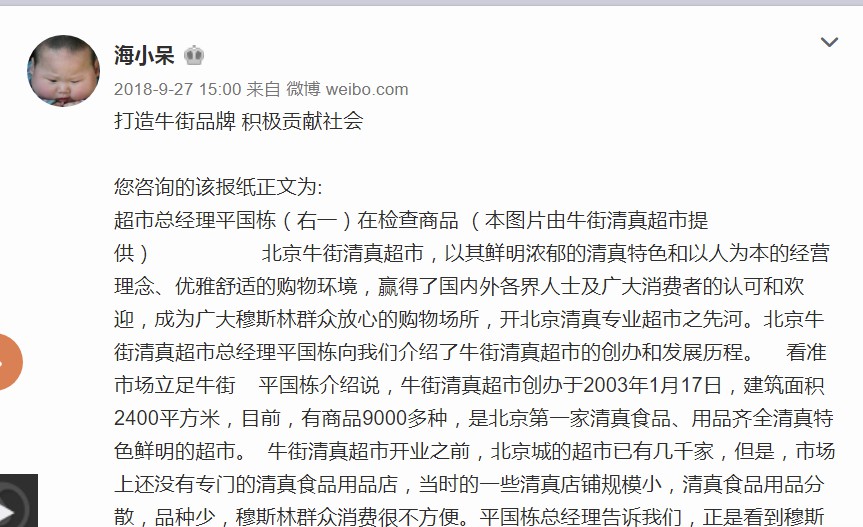 海小呆
2018-9-27 15:00 来自 微博 weibo.com
打造牛街品牌 积极贡献社会
您咨询的该报纸正文为:
超市总经理平国栋（右一）在检查商品 （本图片由牛街清真超市提
供） 北京牛街清真超市，以其鲜明浓郁的清真特色和以人为本的经营
理念、优雅舒适的购物环境，赢得了国内外各界人士及广大消费者的认可和欢
迎，成为广大穆斯林群众放心的购物场所，开北京清真专业超市之先河。北京牛
街清真超市总经理平国栋向我们介绍了牛街清真超市的创办和发展历程。 看准
市场立足牛街 平国栋介绍说，牛街清真超市创办于2003年1月17日，建筑面积
2400平方米，目前，有商品9000多种，是北京第一家清真食品、用品齐全清真特
色鲜明的超市。 牛街清真超市开业之前，北京城的超市已有几千家，但是，市场
上还没有专门的清真食品用品店，当时的一些清真店铺规模小，清真食品用品分
散，品种少，穆斯林群众消费很不方便。平国栋总经理告诉我们，正是看到穆斯